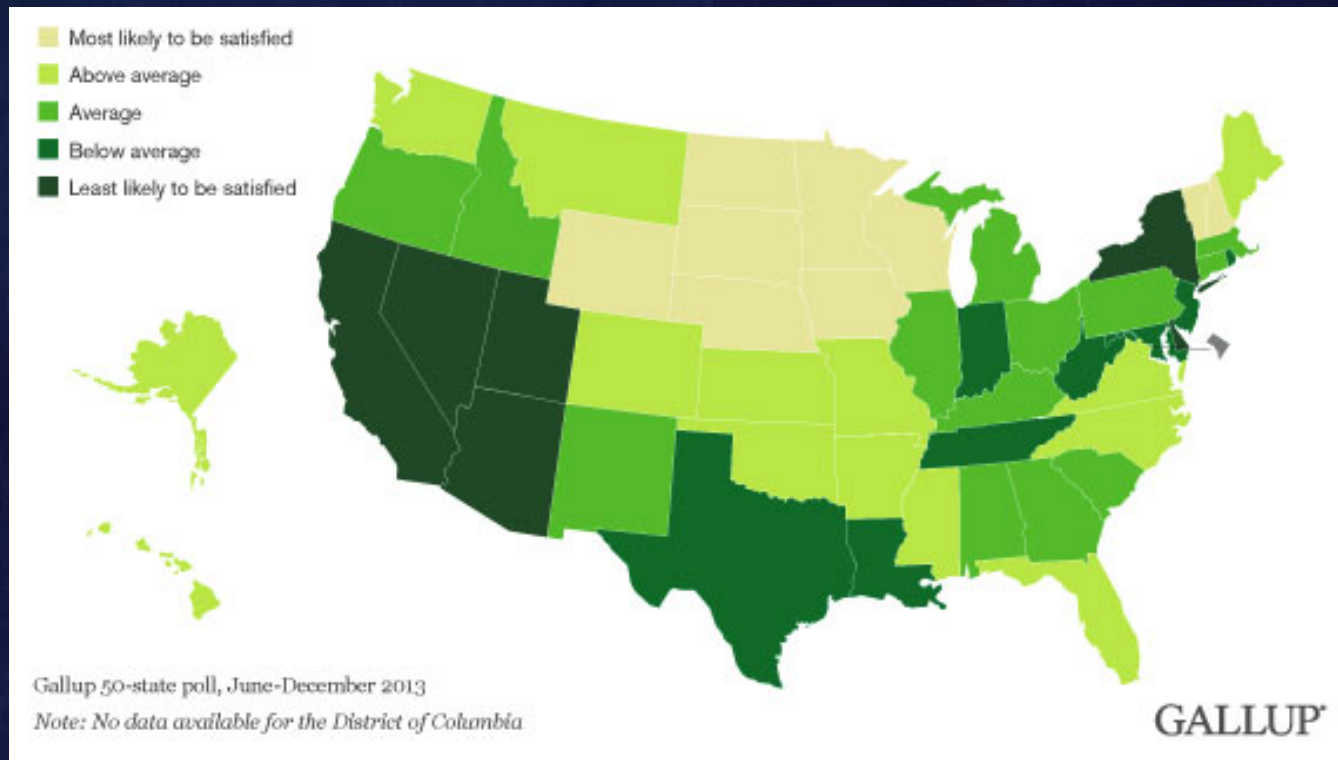 Most likely to be satisfied
Above average
Average
Below average
Least likely to be satisfied
Gallup 50-state poll, June-December 2013
Note: No data available for the District of Columbia
GALLUP®